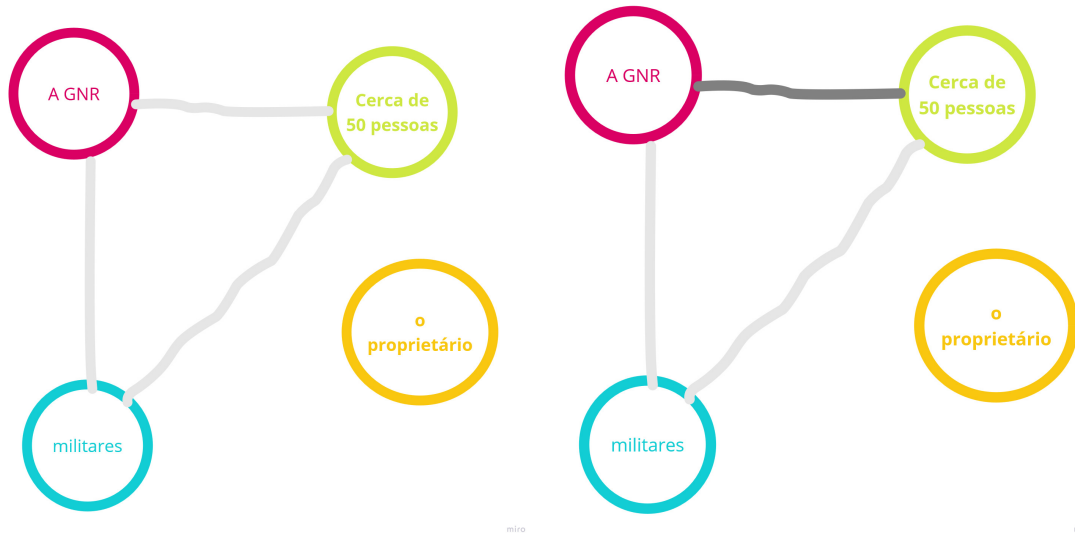 A GNR
Cerca de
50 pessoas
o
proprietário
militares
miro
A GNR
Cerca de
50 pessoas
o
proprietário
militares